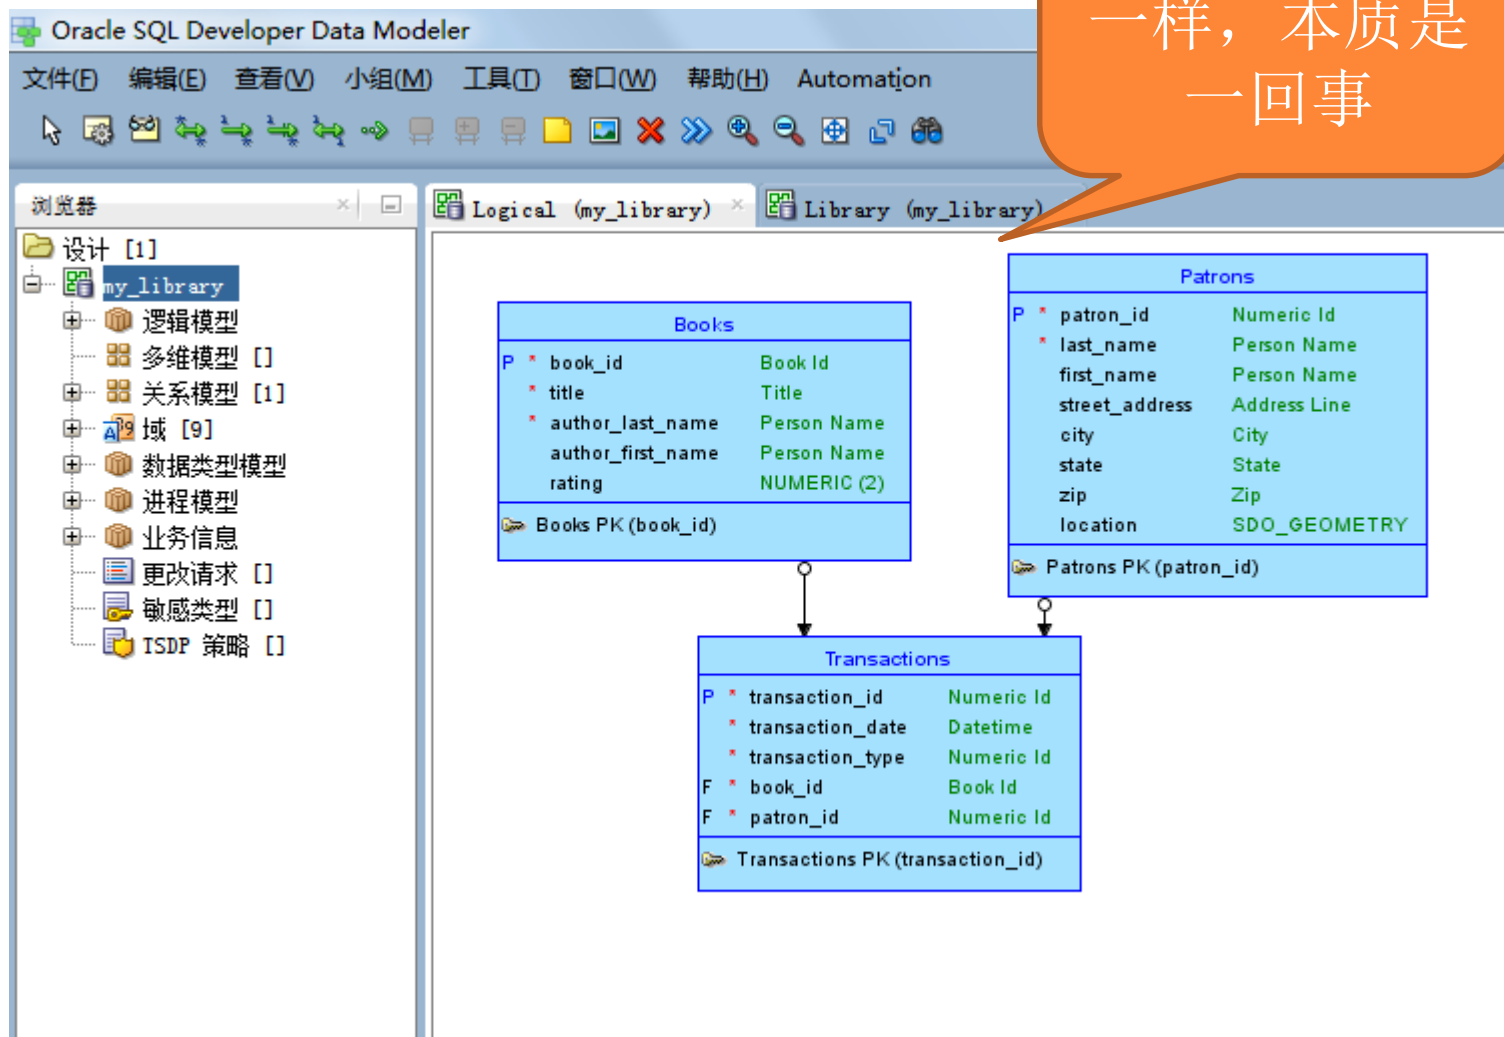 Oracle SQL Developer Data Modeler
一样，本质是
一回事
文件(F) 编辑(E) 查看(V) 小组(M) 工具(T) 窗口(W) 帮助(H) Automation
浏览器
Logical (my_library)
Library (my_library)
设计 [1]
my_library
逻辑模型
多维模型 []
关系模型 [1]
域 [9]
数据类型模型
进程模型
业务信息
更改请求 []
敏感类型 []
TSDP 策略 []
Books
P * book_id Book Id
* title Title
* author_last_name Person Name
author_first_name Person Name
rating NUMERIC (2)
Books PK (book_id)
Patrons
P * patron_id Numeric Id
* last_name Person Name
first_name Person Name
street_address Address Line
city City
state State
zip Zip
location SDO_GEOMETRY
Patrons PK (patron_id)
Transactions
P * transaction_id Numeric Id
* transaction_date Datetime
* transaction_type Numeric Id
F * book_id Book Id
F * patron_id Numeric Id
Transactions PK (transaction_id)